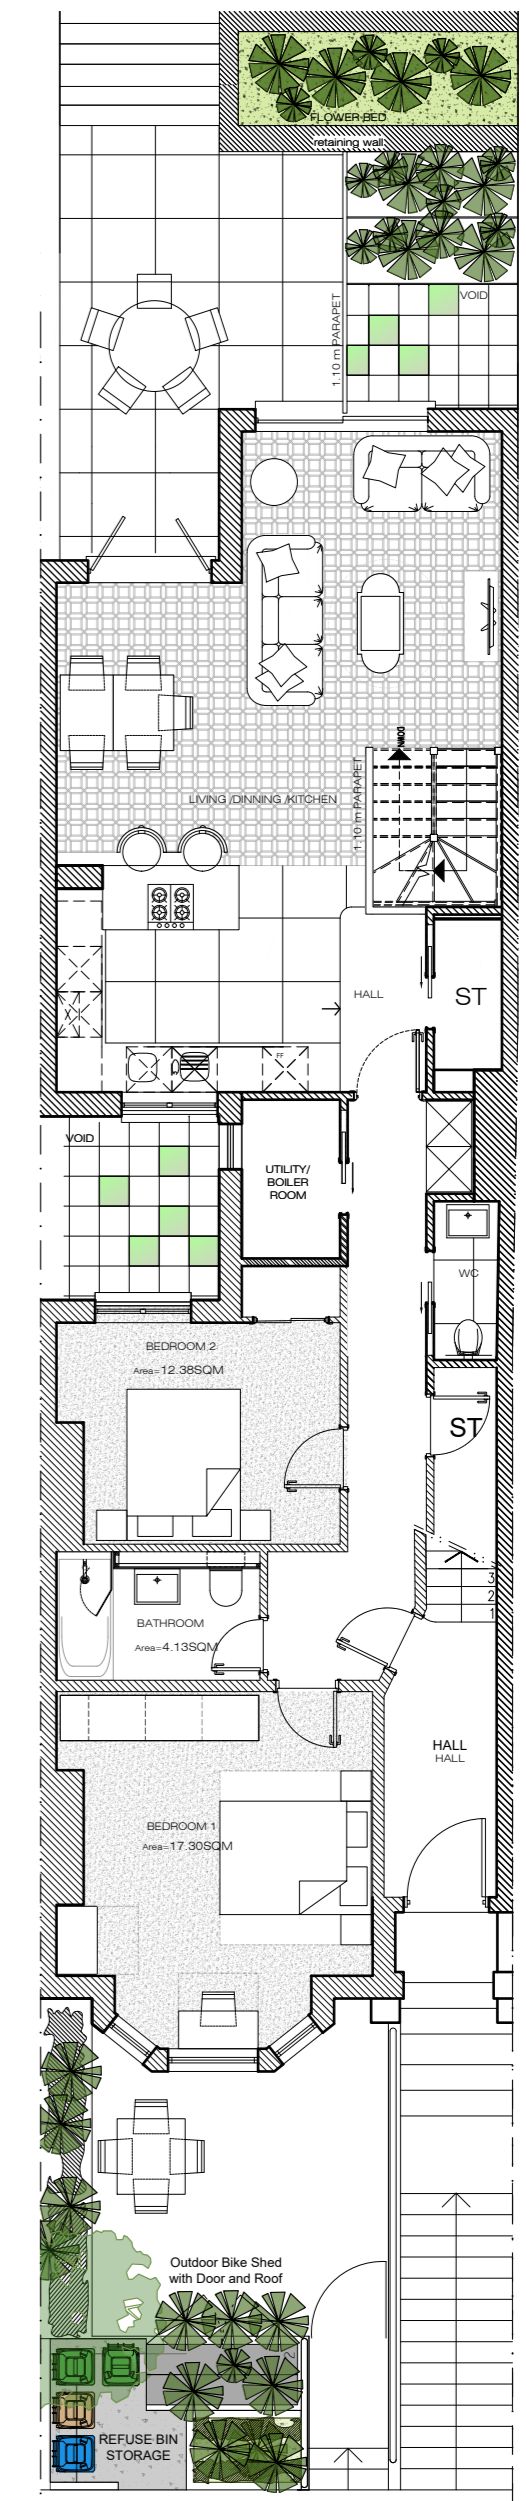 FLOWER BED
retaining wall
VOID
1.10 m PARAPET
DOWN
1.10 m PARAPET
LIVING /DINNING /KITCHEN
HALL
ST
FF
VOID
UTILITY/
BOILER
ROOM
WC
BEDROOM 2
Area=12.38SQM
ST
3
2
1
BATHROOM
Area=4.13SQM
HALL
HALL
BEDROOM 1
Area=17.30SQM
Outdoor Bike Shed
with Door and Roof
REFUSE BIN
STORAGE